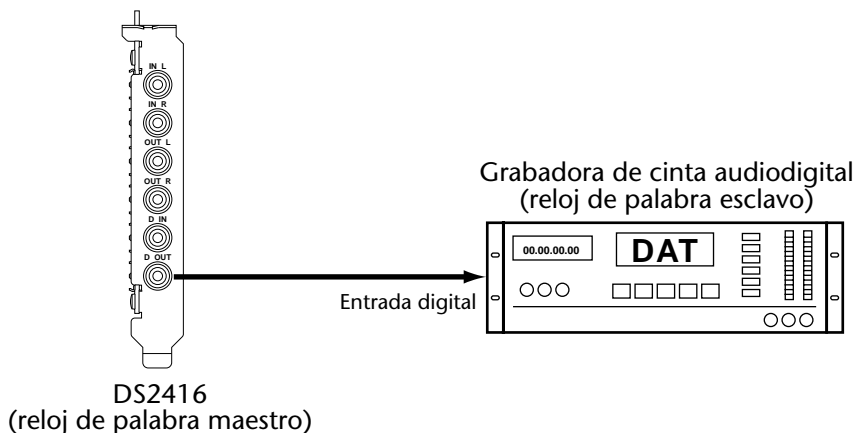 IN L
IN R
OUT L
OUT R
D IN
D OUT
Entrada digital
Grabadora de cinta audiodigital
(reloj de palabra esclavo)
00.00.00.00
DAT
DS2416
(reloj de palabra maestro)